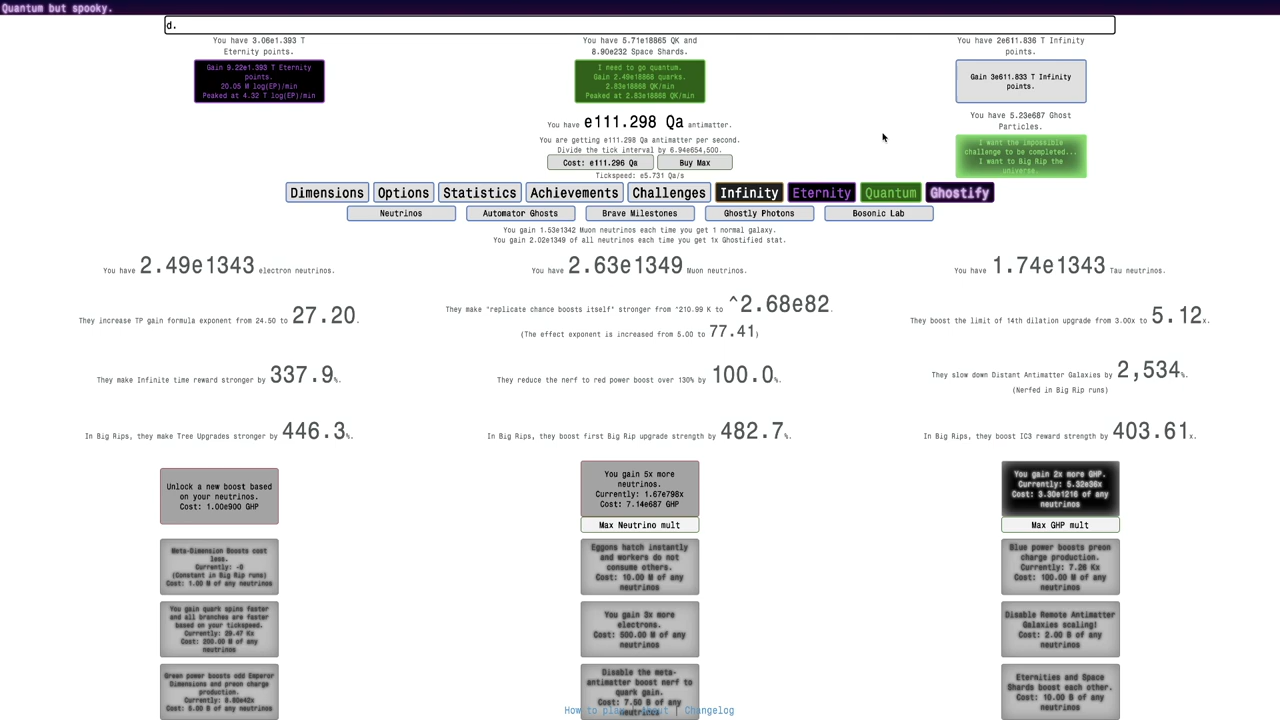 Quantum but spooky.
d.
You have 3.06e1.393 T
Eternity points.
Gain 9.22e1.393 T Eternity
points.
20.05 M log(EP)/min
Peaked at 4.32 T log(EP)/min
You have 5.71e18865 QK and
8.90e232 Space Shards.
I need to go quantum.
Gain 2.49e18868 quarks.
2.83e18868 QK/min
Peaked at 2.83e18868 QK/min
You have 2e611.836 T Infinity
points.
Gain 3e611.833 T Infinity
points.
You have 5.23e687 Ghost
Particles.
I want the impossible
challenge to be completed...
I want to Big Rip the
universe.
You have e111.298 Qa antimatter.
You are getting e111.298 Qa antimatter per second.
Divide the tick interval by 6.94e654,500.
Cost: e111.296 Qa
Buy Max
Tickspeed: e5.731 Qa/s
Dimensions
Options
Statistics
Achievements
Challenges
Infinity
Eternity
Quantum
Ghostify
Neutrinos
Automator Ghosts
Brave Milestones
Ghostly Photons
Bosonic Lab
You gain 1.53e1342 Muon neutrinos each time you get 1 normal galaxy.
You gain 2.02e1349 of all neutrinos each time you get 1x Ghostified stat.
You have 2.49e1343 electron neutrinos.
You have 2.63e1349 Muon neutrinos.
You have 1.74e1343 Tau neutrinos.
They increase TP gain formula exponent from 24.50 to 27.20.
They make "replicate chance boosts itself" stronger from ^210.99 K to ^2.68e82.
(The effect exponent is increased from 5.00 to 77.41)
They boost the limit of 14th dilation upgrade from 3.00x to 5.12x.
They make Infinite time reward stronger by 337.9%.
They reduce the nerf to red power boost over 130% by 100.0%.
They slow down Distant Antimatter Galaxies by 2,534%.
(Nerfed in Big Rip runs)
In Big Rips, they make Tree Upgrades stronger by 446.3%.
In Big Rips, they boost first Big Rip upgrade strength by 482.7%.
In Big Rips, they boost IC3 reward strength by 403.61x.
Unlock a new boost based
on your neutrinos.
Cost: 1.00e900 GHP
You gain 5x more
neutrinos.
Currently: 1.67e798x
Cost: 7.14e687 GHP
Max Neutrino mult
You gain 2x more GHP.
Currently: 5.32e36x
Cost: 3.30e1216 of any
neutrinos
Max GHP mult
Meta-Dimension Boosts cost
less.
Currently: -0
(Constant in Big Rip runs)
Cost: 1.00 M of any neutrinos
Eggons hatch instantly
and workers do not
consume others.
Cost: 10.00 M of any
neutrinos
Blue power boosts preon
charge production.
Currently: 7.26 Kx
Cost: 100.00 M of any
neutrinos
You gain quark spins faster
and all branches are faster
based on your tickspeed.
Currently: 29.47 Kx
Cost: 200.00 M of any
neutrinos
You gain 3x more
electrons.
Cost: 500.00 M of any
neutrinos
Disable Remote Antimatter
Galaxies scaling!
Cost: 2.00 B of any
neutrinos
Green power boosts odd Emperor
Dimensions and preon charge
production.
Cost: 5.00 B of any neutrinos
Disable the meta-
antimatter boost nerf to
quark gain.
Cost: 7.50 B of any
neutrinos
Eternities and Space
Shards boost each other.
Cost: 10.00 B of any
neutrinos
How to play | About | Changelog